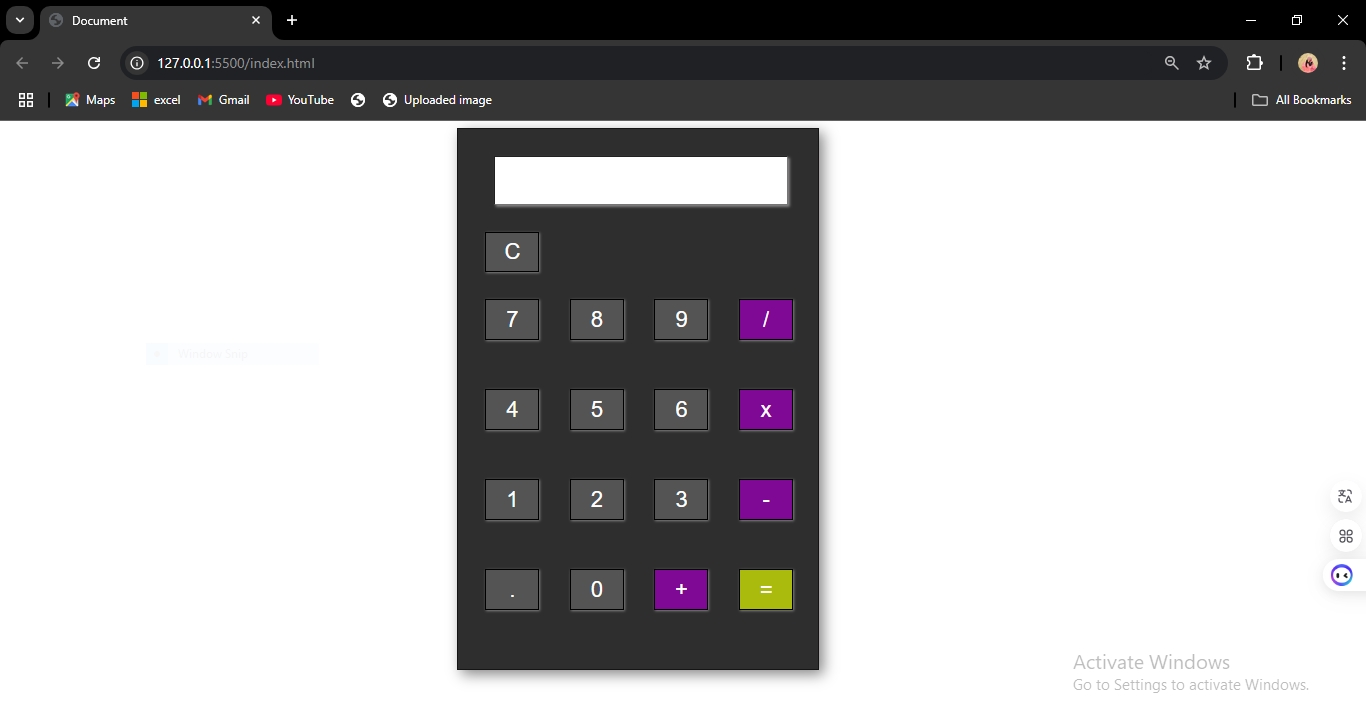 Document
127.0.0.1:5500/index.html
Maps excel Gmail YouTube Uploaded image All Bookmarks
C
7 8 9 /
Window Snip
4 5 6 x
1 2 3 -
. 0 + =
Activate Windows
Go to Settings to activate Windows.